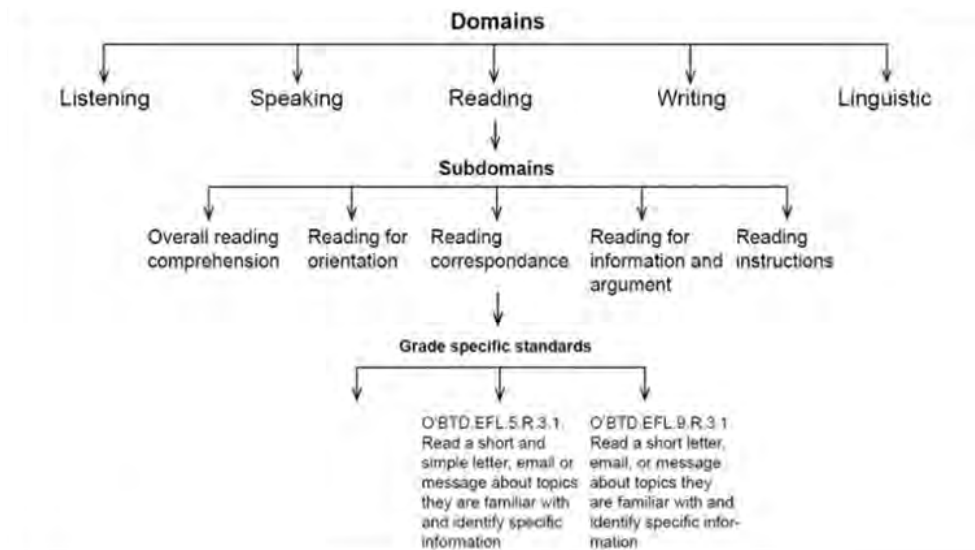 Domains
Listening
Speaking
Reading
Writing
Linguistic
Subdomains
Overall reading
comprehension
Reading for
orientation
Reading
correspondance
Reading for
information and
argument
Reading
instructions
Grade specific standards
O'BTD.EFL.5.R.3.1.
Read a short and
simple letter, email or
message about topics
they are familiar with
and identify specific
information
O'BTD.EFL.9.R.3.1
Read a short letter,
email, or message
about topics they
are familiar with and
identify specific infor-
mation